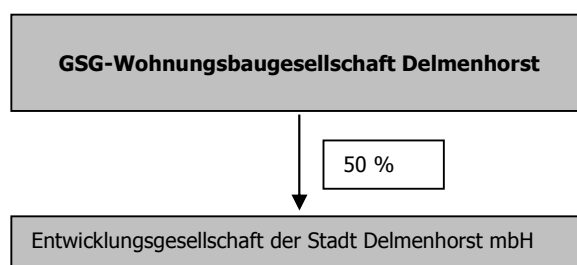 GSG-Wohnungsbaugesellschaft Delmenhorst
50 %
Entwicklungsgesellschaft der Stadt Delmenhorst mbH